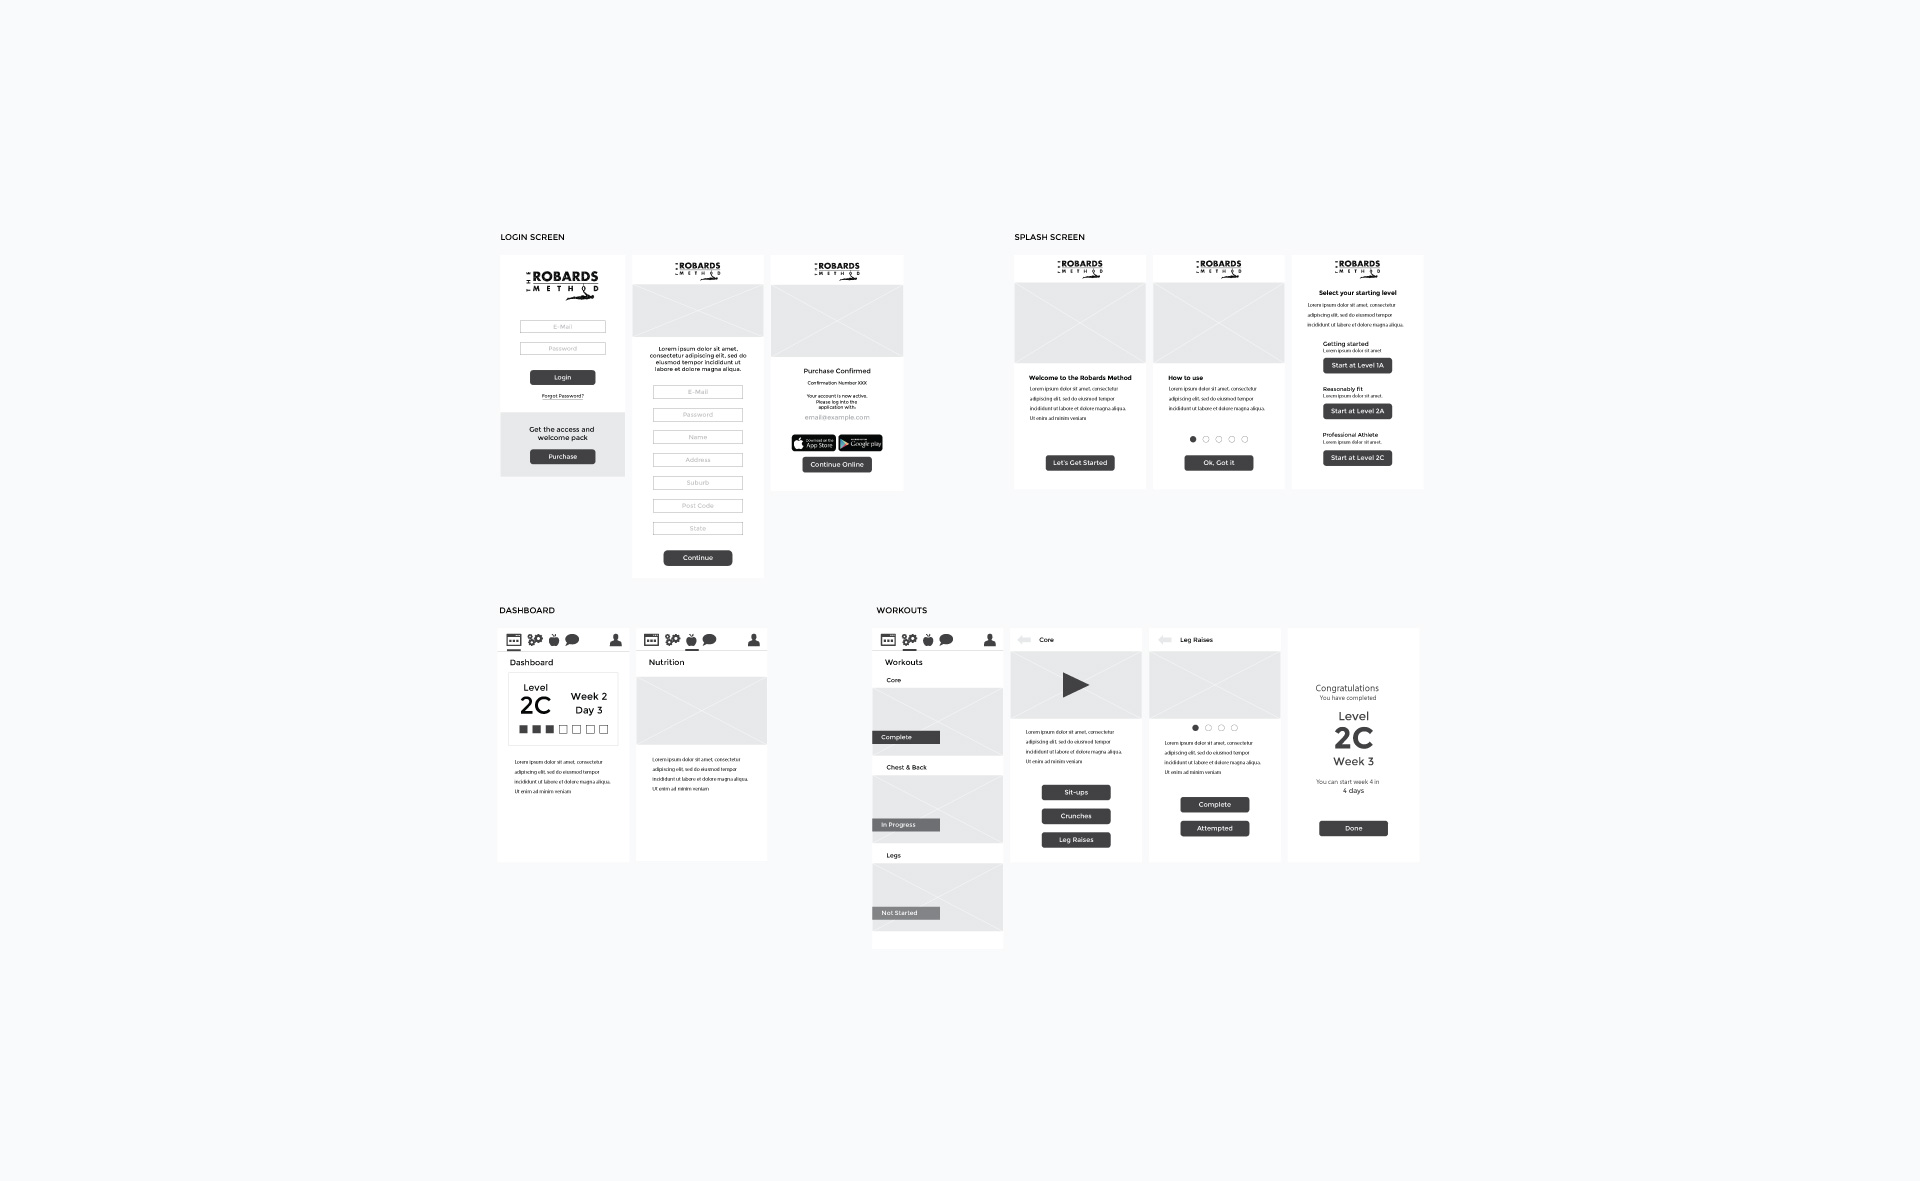 LOGIN SCREEN
THE ROBARDS
METHOD
E-Mail
Password
Login
Forgot Password?
Get the access and
welcome pack
Purchase
THE ROBARDS
METHOD
Lorem ipsum dolor sit amet,
consectetur adipiscing elit, sed do
eiusmod tempor incididunt ut
labore et dolore magna aliqua.
E-Mail
Password
Name
Address
Suburb
Post Code
State
Continue
THE ROBARDS
METHOD
Purchase Confirmed
Confirmation Number XXX
Your account is now active.
Please log into the
application with:
email@example.com
Download on the
App Store
Google play
Continue Online
SPLASH SCREEN
THE ROBARDS
METHOD
Welcome to the Robards Method
Lorem ipsum dolor sit amet, consectetur
adipiscing elit, sed do eiusmod tempor
incididunt ut labore et dolore magna aliqua.
Ut enim ad minim veniam
Let's Get Started
THE ROBARDS
METHOD
How to use
Lorem ipsum dolor sit amet, consectetur
adipiscing elit, sed do eiusmod tempor
incididunt ut labore et dolore magna aliqua.
Ok, Got it
THE ROBARDS
METHOD
Select your starting level
Lorem ipsum dolor sit amet, consectetur
adipiscing elit, sed do eiusmod tempor
incididunt ut labore et dolore magna aliqua.
Getting started
Lorem ipsum dolor sit amet
Start at Level 1A
Reasonably fit
Lorem ipsum dolor sit amet.
Start at Level 2A
Professional Athlete
Lorem ipsum dolor sit amet.
Start at Level 2C
DASHBOARD
Dashboard
Level
2C
Week 2
Day 3
Lorem ipsum dolor sit amet, consectetur
adipiscing elit, sed do eiusmod tempor
incididunt ut labore et dolore magna aliqua.
Ut enim ad minim veniam
Nutrition
Lorem ipsum dolor sit amet, consectetur
adipiscing elit, sed do eiusmod tempor
incididunt ut labore et dolore magna aliqua.
Ut enim ad minim veniam
WORKOUTS
Workouts
Core
Complete
Chest & Back
In Progress
Legs
Not Started
Core
Lorem ipsum dolor sit amet, consectetur
adipiscing elit, sed do eiusmod tempor
incididunt ut labore et dolore magna aliqua.
Ut enim ad minim veniam
Sit-ups
Crunches
Leg Raises
Leg Raises
Lorem ipsum dolor sit amet, consectetur
adipiscing elit, sed do eiusmod tempor
incididunt ut labore et dolore magna aliqua.
Ut enim ad minim veniam
Complete
Attempted
Congratulations
You have completed
Level
2C
Week 3
You can start week 4 in
4 days
Done